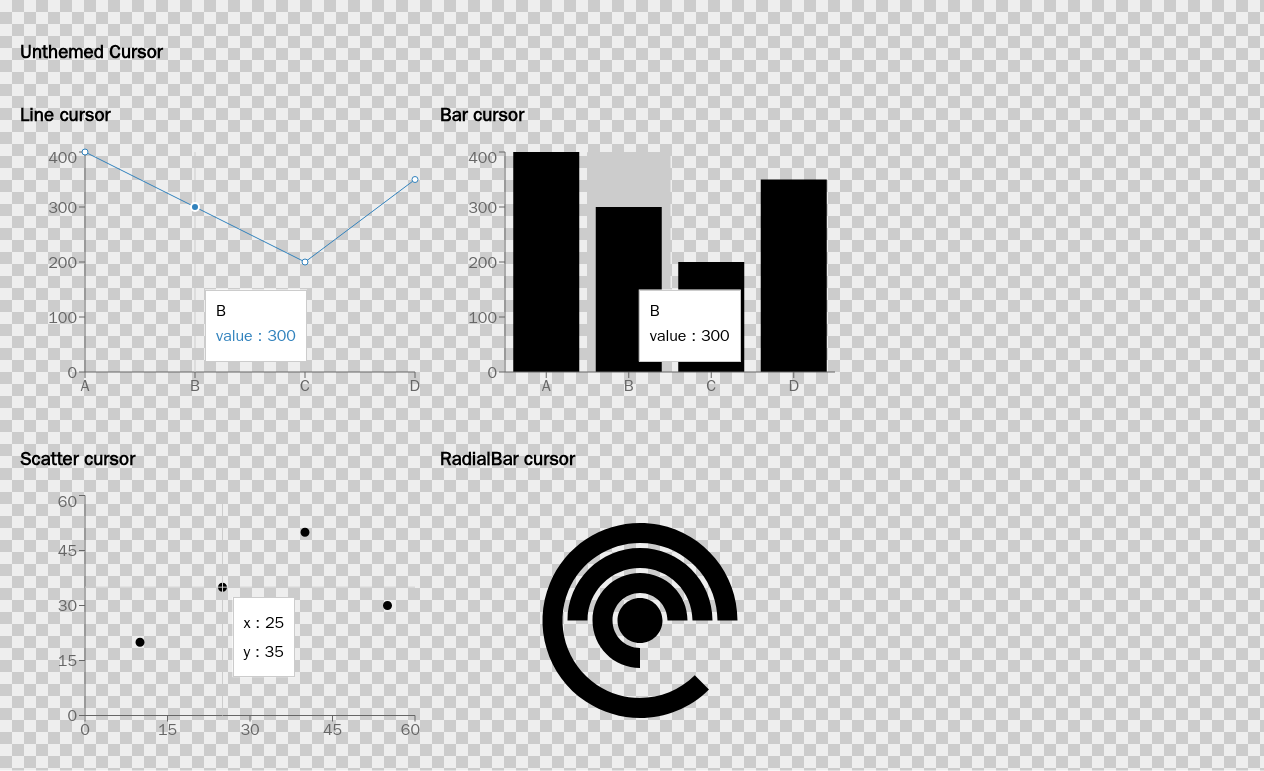 Unthemed Cursor
Line cursor
400
300
200
100
0
A B C D
B
value : 300
Bar cursor
400
300
200
100
0
A B C D
B
value : 300
Scatter cursor
60
45
30
15
0
0 15 30 45 60
x : 25
y : 35
RadialBar cursor